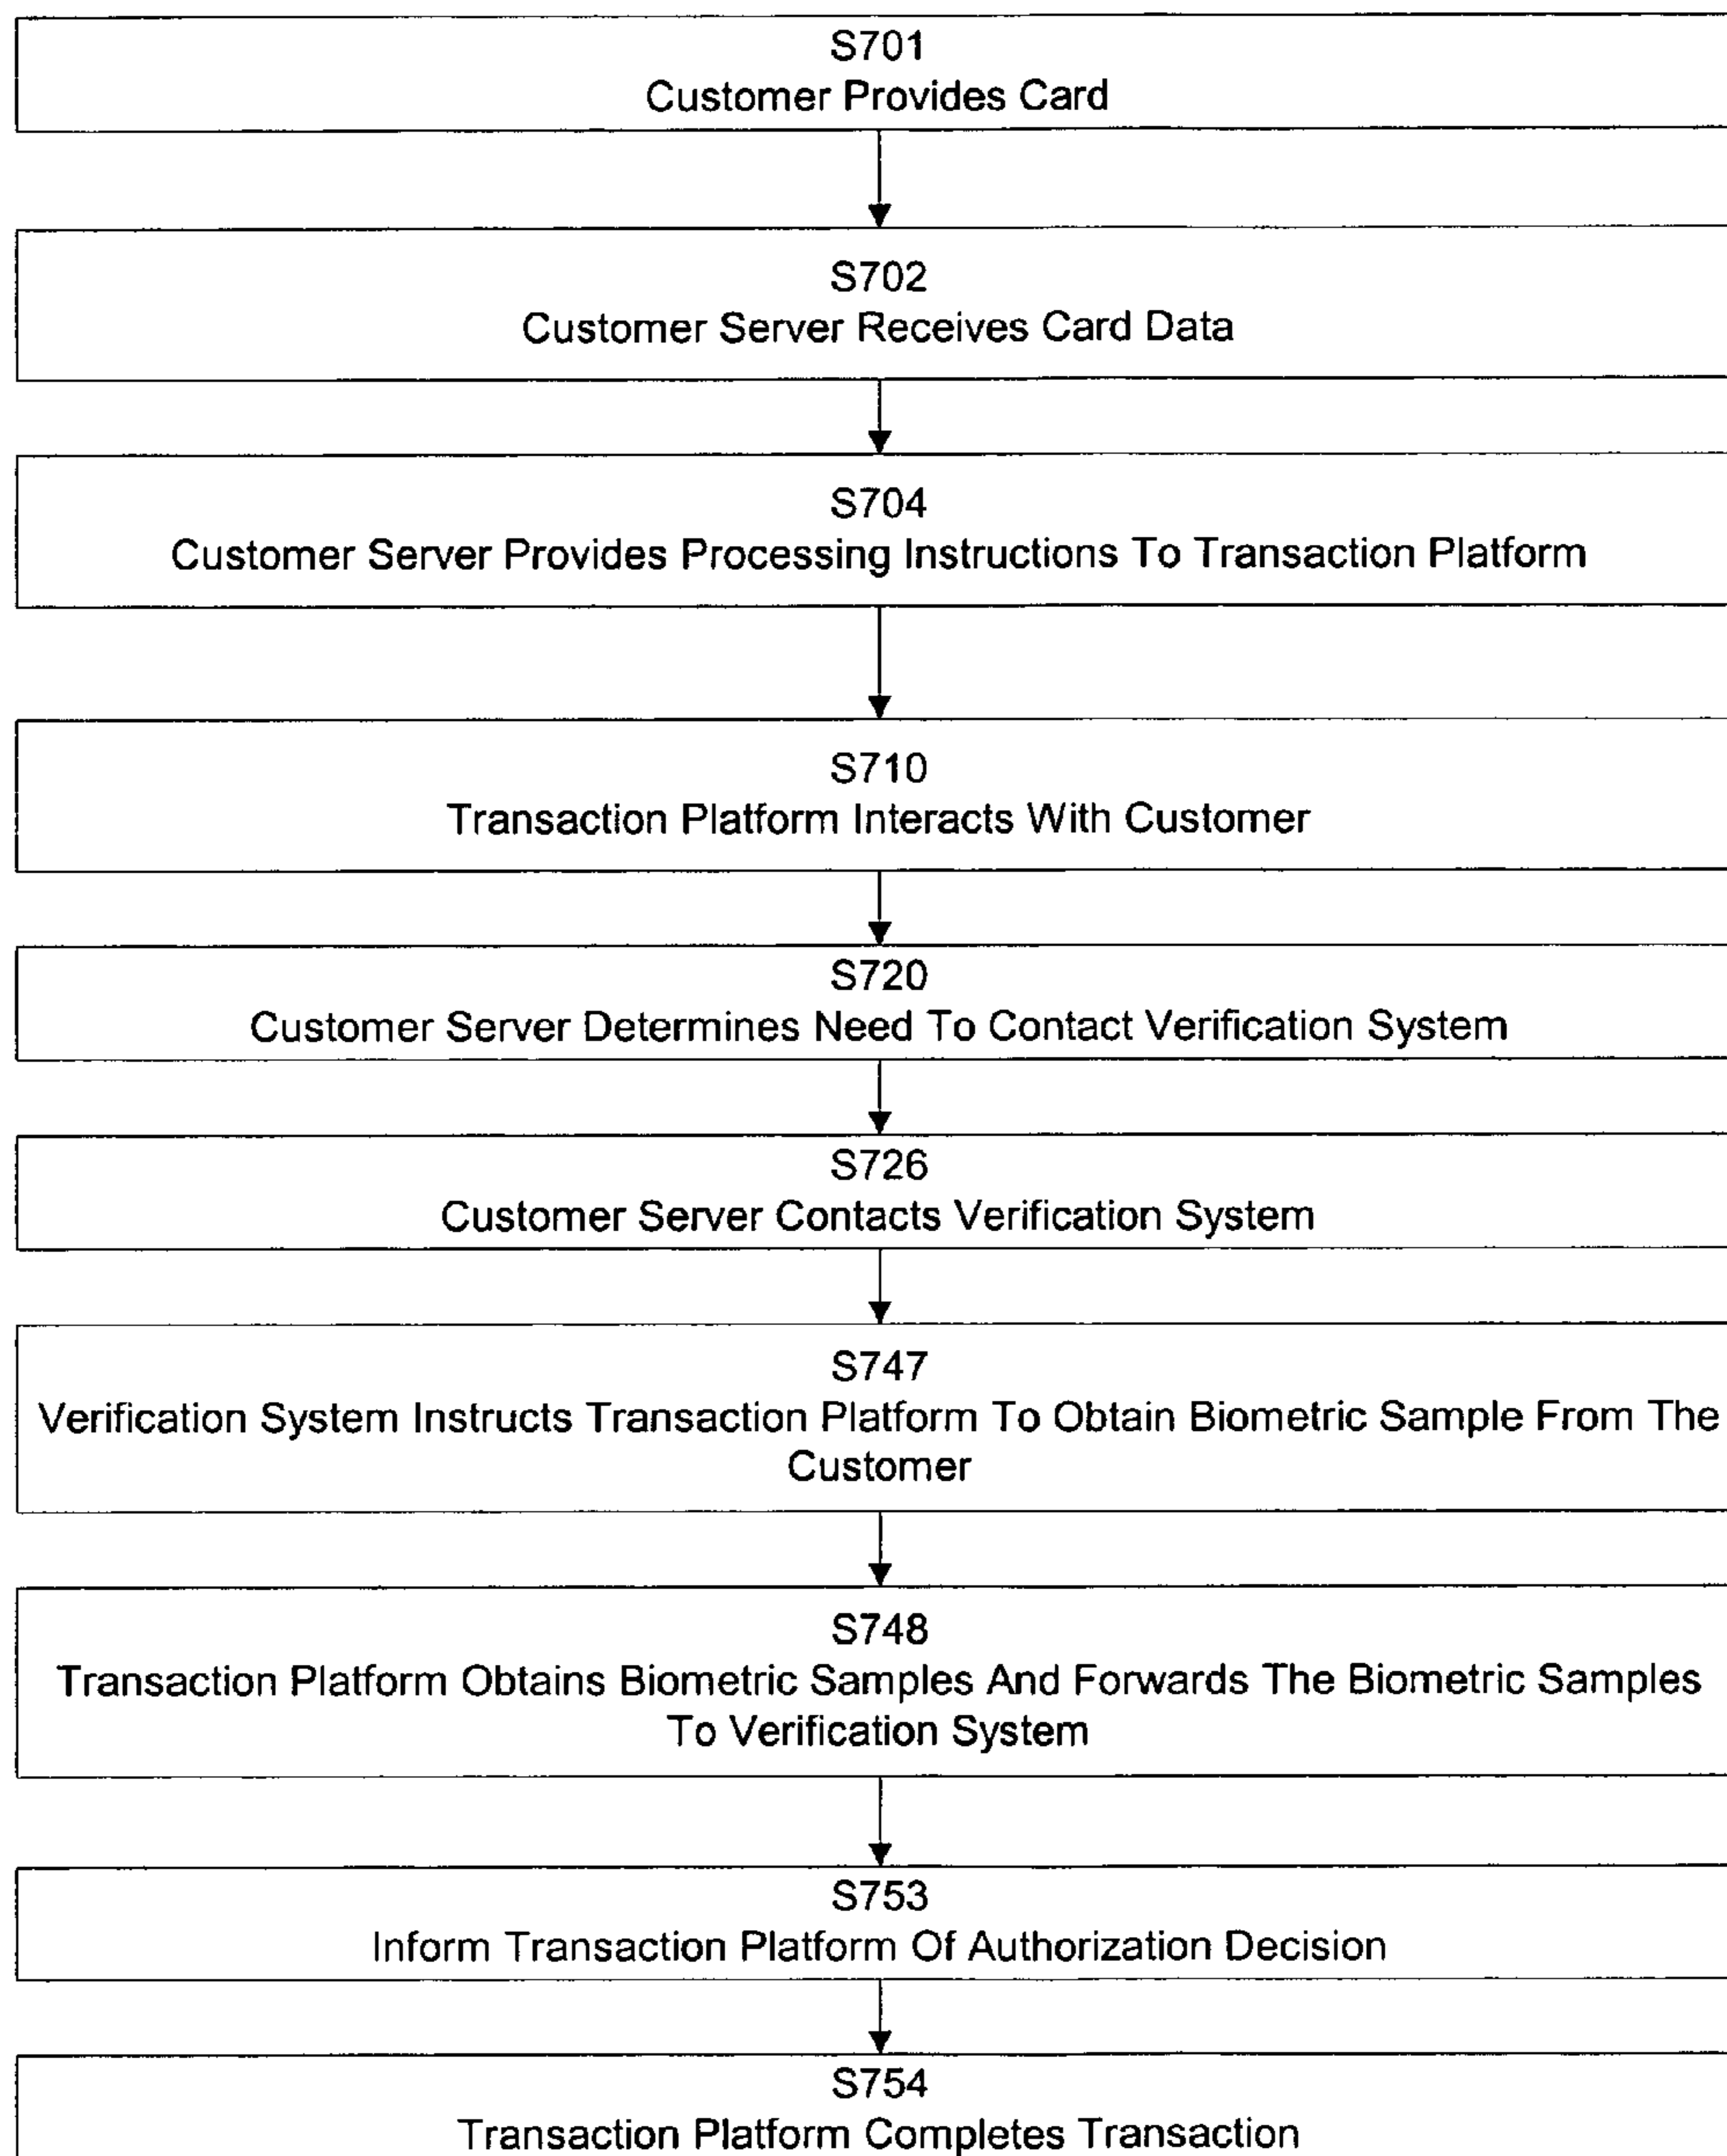 S701
Customer Provides Card
S702
Customer Server Receives Card Data
S704
Customer Server Provides Processing Instructions To Transaction Platform
S710
Transaction Platform Interacts With Customer
S720
Customer Server Determines Need To Contact Verification System
S726
Customer Server Contacts Verification System
S747
Verification System Instructs Transaction Platform To Obtain Biometric Sample From The
Customer
S748
Transaction Platform Obtains Biometric Samples And Forwards The Biometric Samples
To Verification System
S753
Inform Transaction Platform Of Authorization Decision
S754
Transaction Platform Completes Transaction